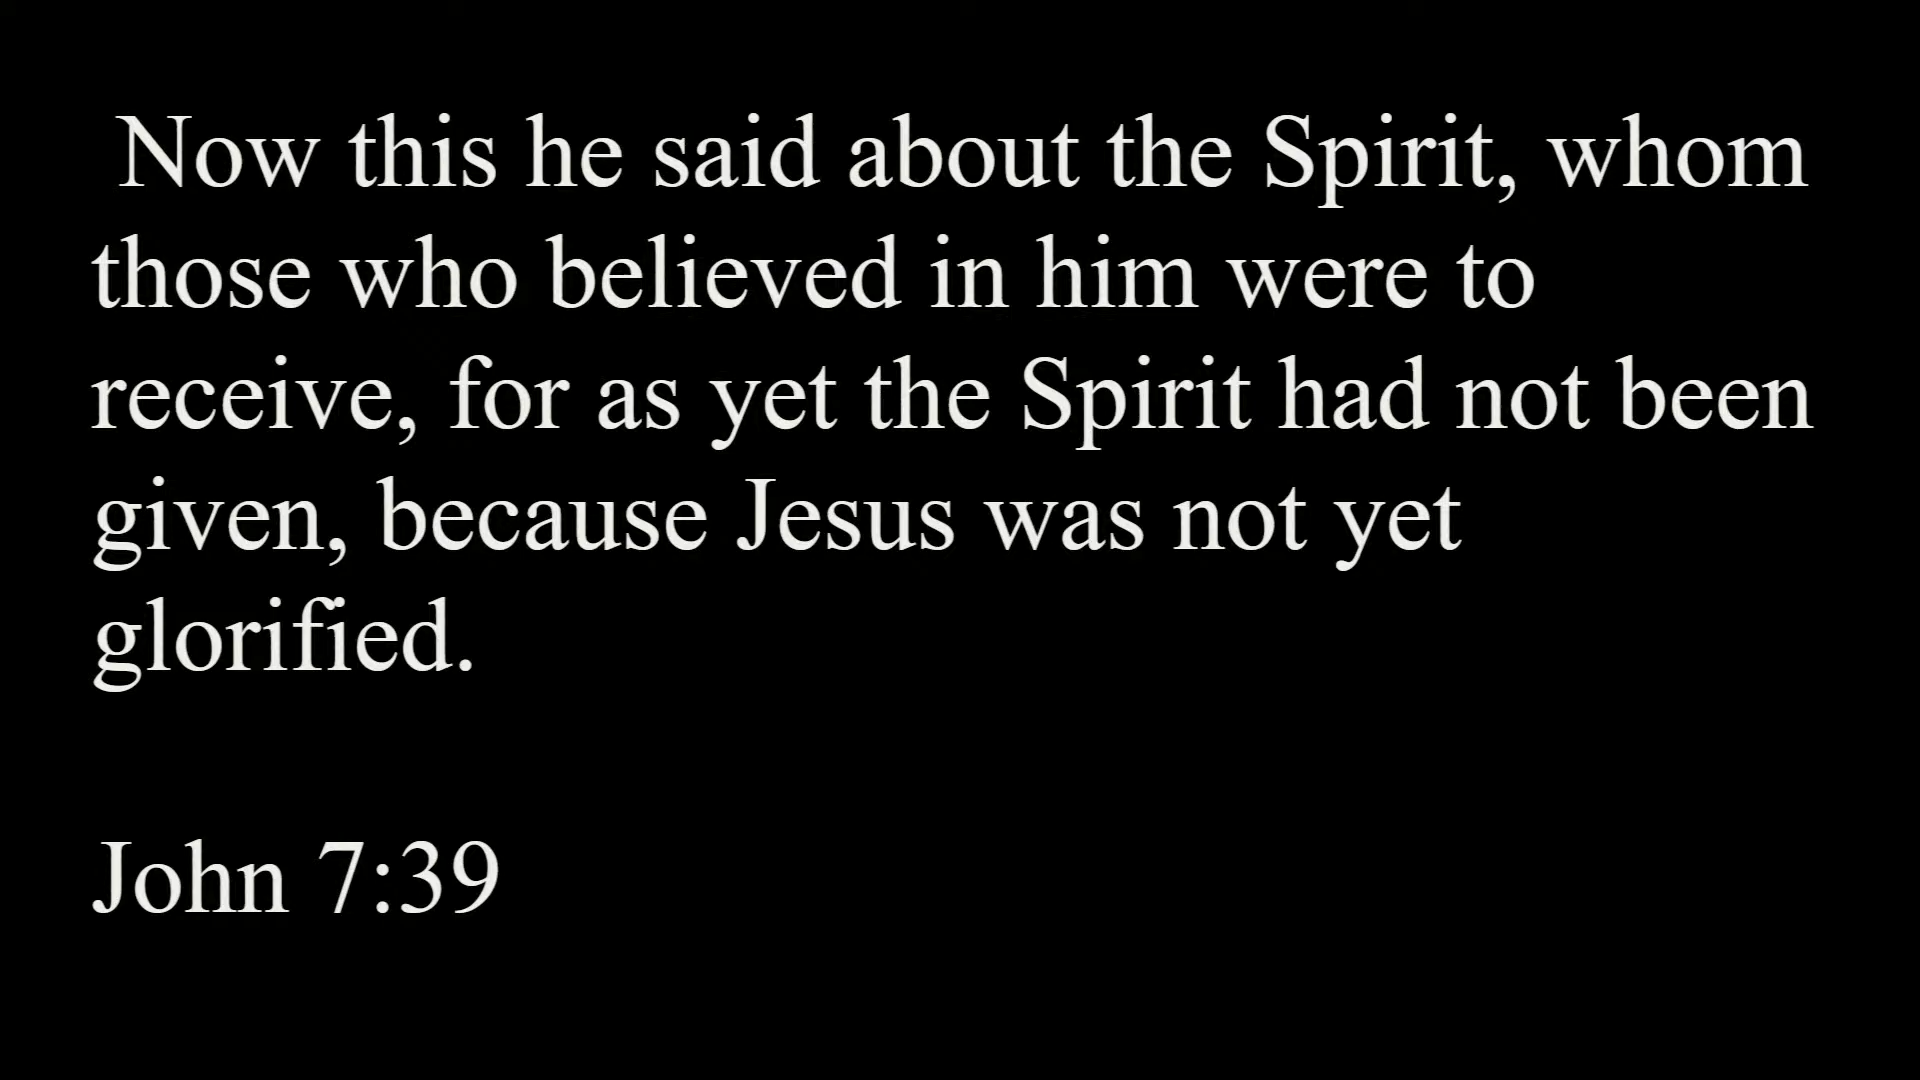 Now this he said about the Spirit, whom
those who believed in him were to
receive, for as yet the Spirit had not been
given, because Jesus was not yet
glorified.
John 7:39